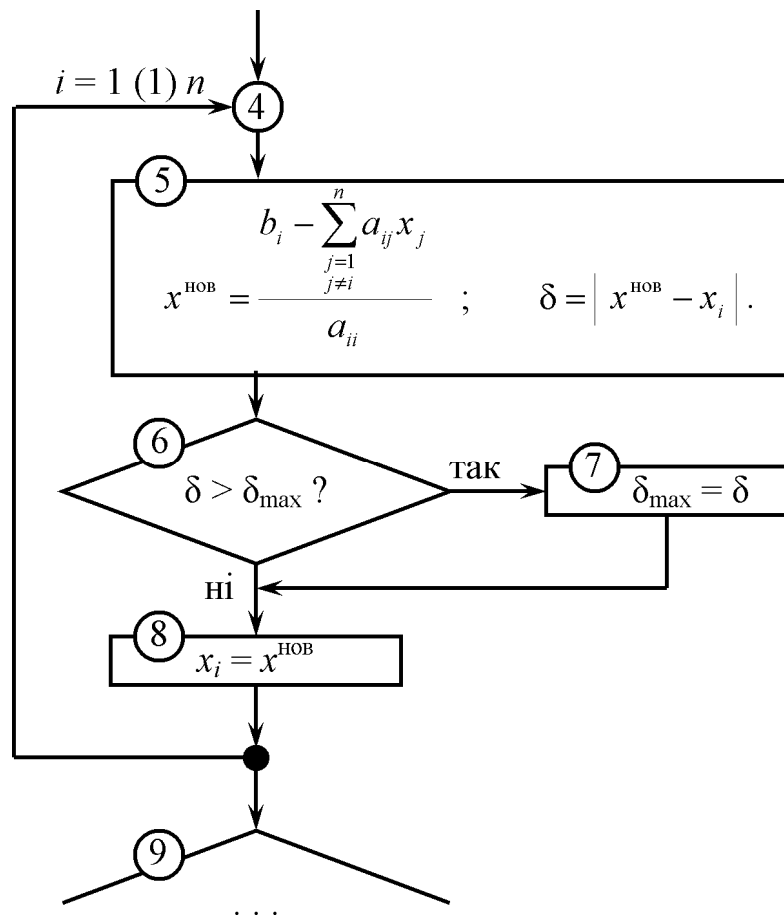 i = 1 (1) n
4
5
x^нов = (b_i − ∑_{j=1, j≠i}^{n} a_ij x_j) / a_ii ; δ = | x^нов − x_i | .
6
δ > δ_max ?
так
7
δ_max = δ
ні
8
x_i = x^нов
9
. . .